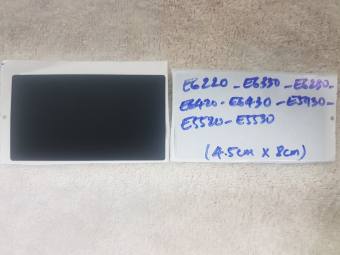 E6220 - E6330 - E6230 -
E6420 - E6430 - E5430 -
E5520 - E5530
(4.5cm X 8cm)